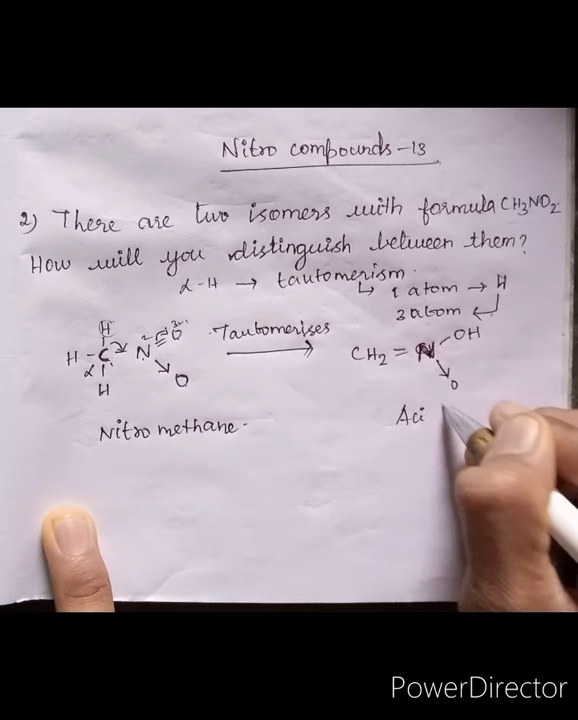 Nitro compounds-13
2) There are two isomers with formula CH3NO2.
How will you distinguish between them?
α-H → tautomerism.
↳ 1 atom → H
3 atom ↵
H
H - C N O
α
H O
Tautomerises
CH2 = N - OH
O
Nitro methane.
Aci
PowerDirector